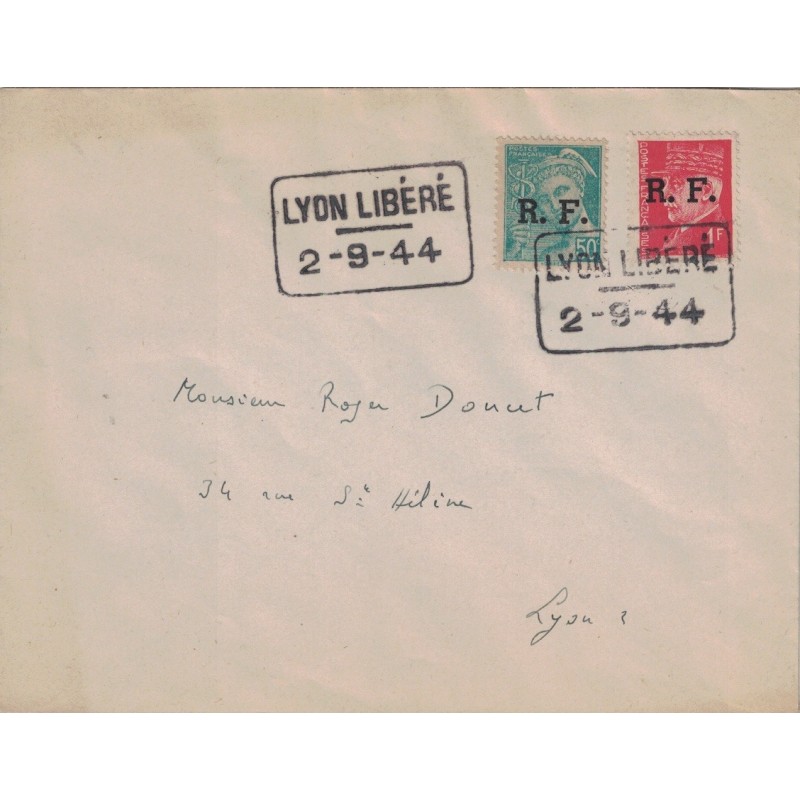 LYON LIBÉRÉ
2-9-44
POSTES
FRANÇAISES
R. F.
50c
POSTES FRANÇAISES
R. F.
1F
LYON LIBÉRÉ
2-9-44
Monsieur Roger Doucet
34 rue Ste Hélène
Lyon 2